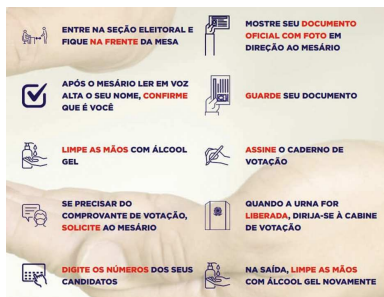 ENTRE NA SEÇÃO ELEITORAL E
FIQUE NA FRENTE DA MESA
MOSTRE SEU DOCUMENTO
OFICIAL COM FOTO EM
DIREÇÃO AO MESÁRIO
APÓS O MESÁRIO LER EM VOZ
ALTA O SEU NOME, CONFIRME
QUE É VOCÊ
GUARDE SEU DOCUMENTO
LIMPE AS MÃOS COM ÁLCOOL
GEL
ASSINE O CADERNO DE
VOTAÇÃO
SE PRECISAR DO
COMPROVANTE DE VOTAÇÃO,
SOLICITE AO MESÁRIO
QUANDO A URNA FOR
LIBERADA, DIRIJA-SE À CABINE
DE VOTAÇÃO
DIGITE OS NÚMEROS DOS SEUS
CANDIDATOS
NA SAÍDA, LIMPE AS MÃOS
COM ÁLCOOL GEL NOVAMENTE